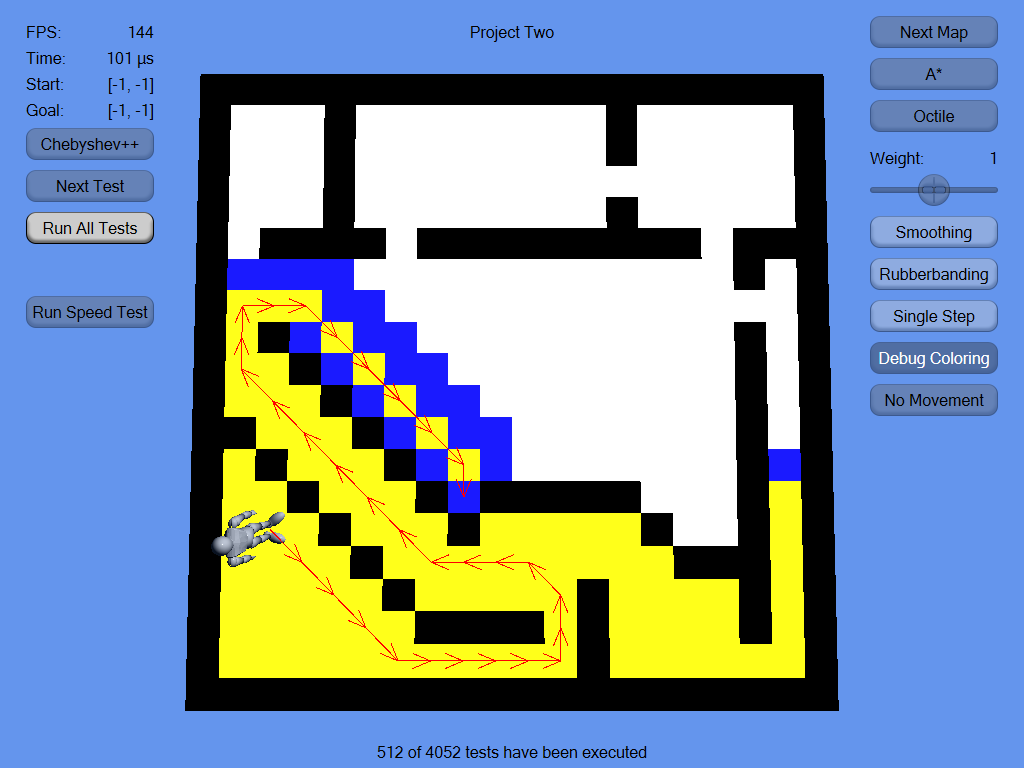 FPS: 144
Time: 101 µs
Start: [-1, -1]
Goal: [-1, -1]
Chebyshev++
Next Test
Run All Tests
Run Speed Test
Project Two
Next Map
A*
Octile
Weight: 1
Smoothing
Rubberbanding
Single Step
Debug Coloring
No Movement
512 of 4052 tests have been executed